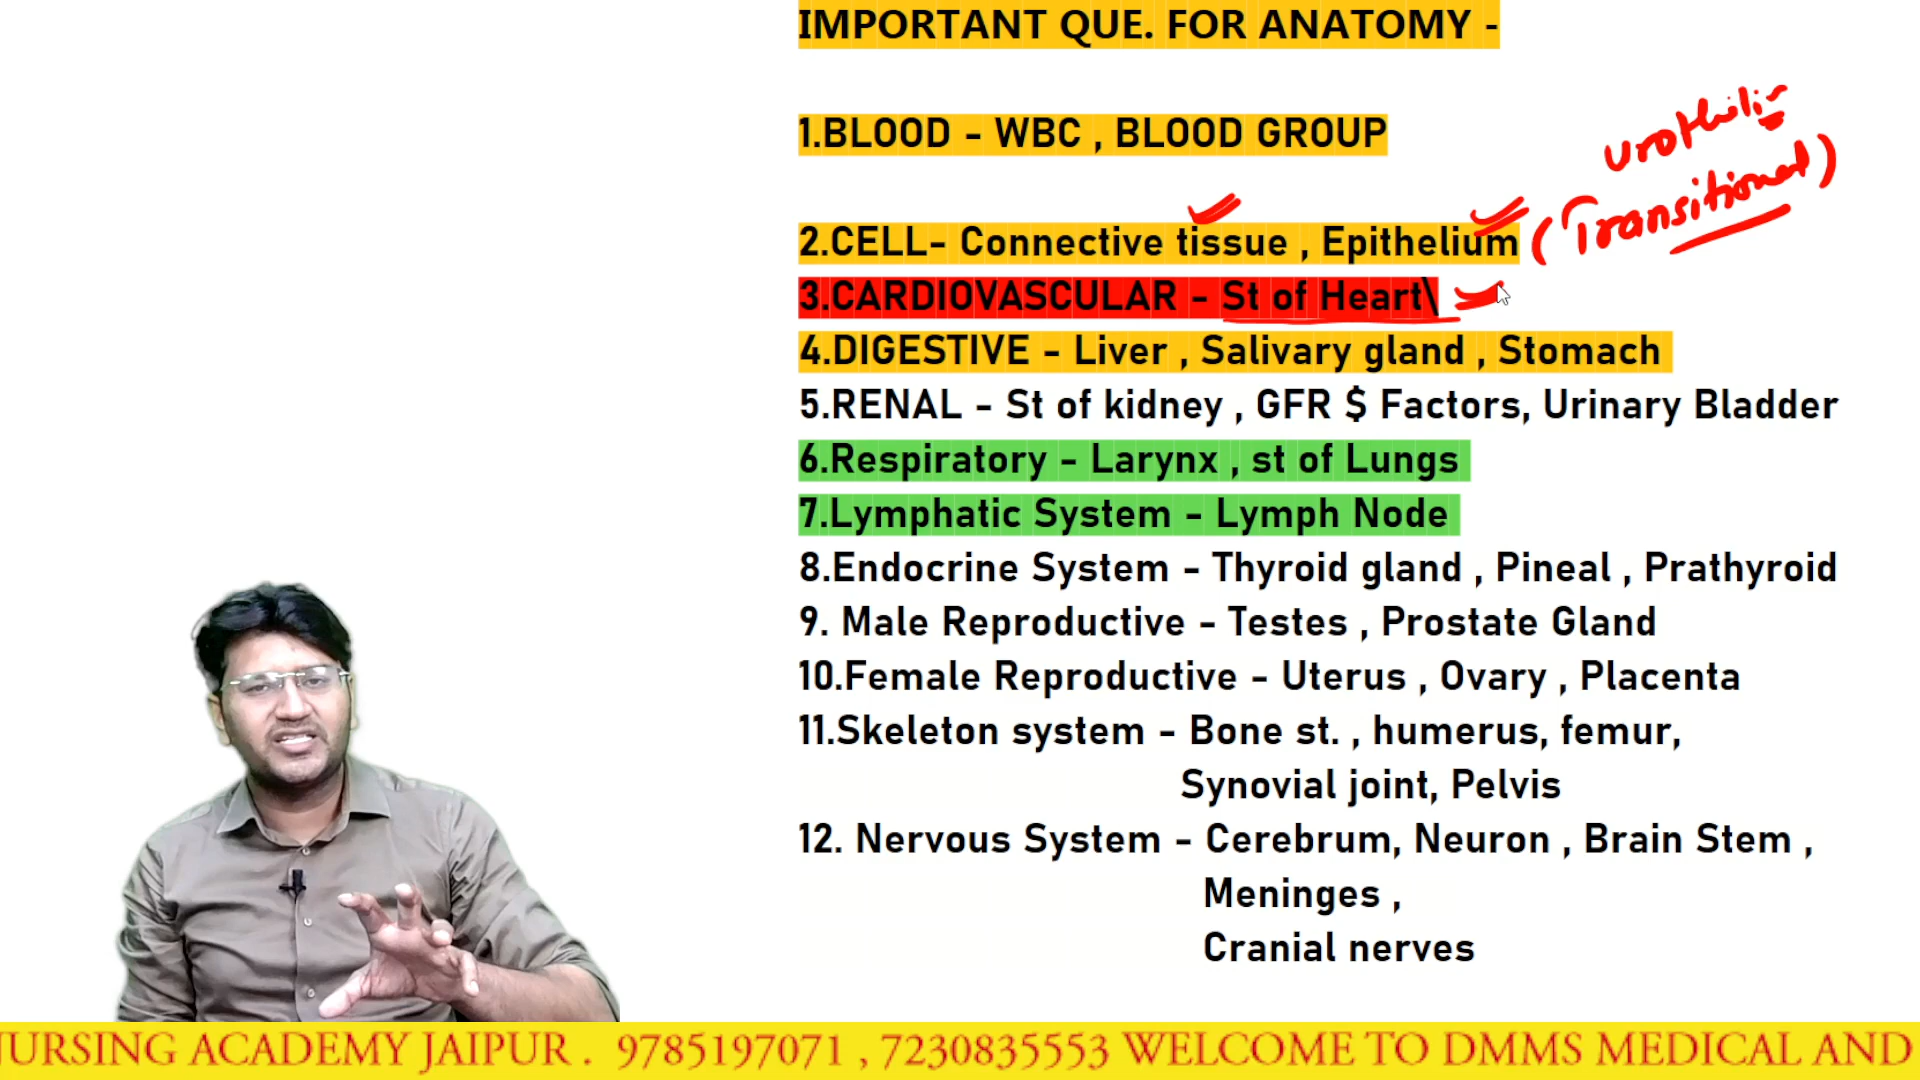 IMPORTANT QUE. FOR ANATOMY -
1.BLOOD - WBC , BLOOD GROUP
Transitional
2.CELL- Connective tissue , Epithelium
3.CARDIOVASCULAR - St of Heart\
4.DIGESTIVE - Liver , Salivary gland , Stomach
5.RENAL - St of kidney , GFR $ Factors, Urinary Bladder
6.Respiratory - Larynx , st of Lungs
7.Lymphatic System - Lymph Node
8.Endocrine System - Thyroid gland , Pineal , Prathyroid
9. Male Reproductive - Testes , Prostate Gland
10.Female Reproductive - Uterus , Ovary , Placenta
11.Skeleton system - Bone st. , humerus, femur,
Synovial joint, Pelvis
12. Nervous System - Cerebrum, Neuron , Brain Stem ,
Meninges ,
Cranial nerves
NURSING ACADEMY JAIPUR . 9785197071 , 7230835553 WELCOME TO DMMS MEDICAL AND